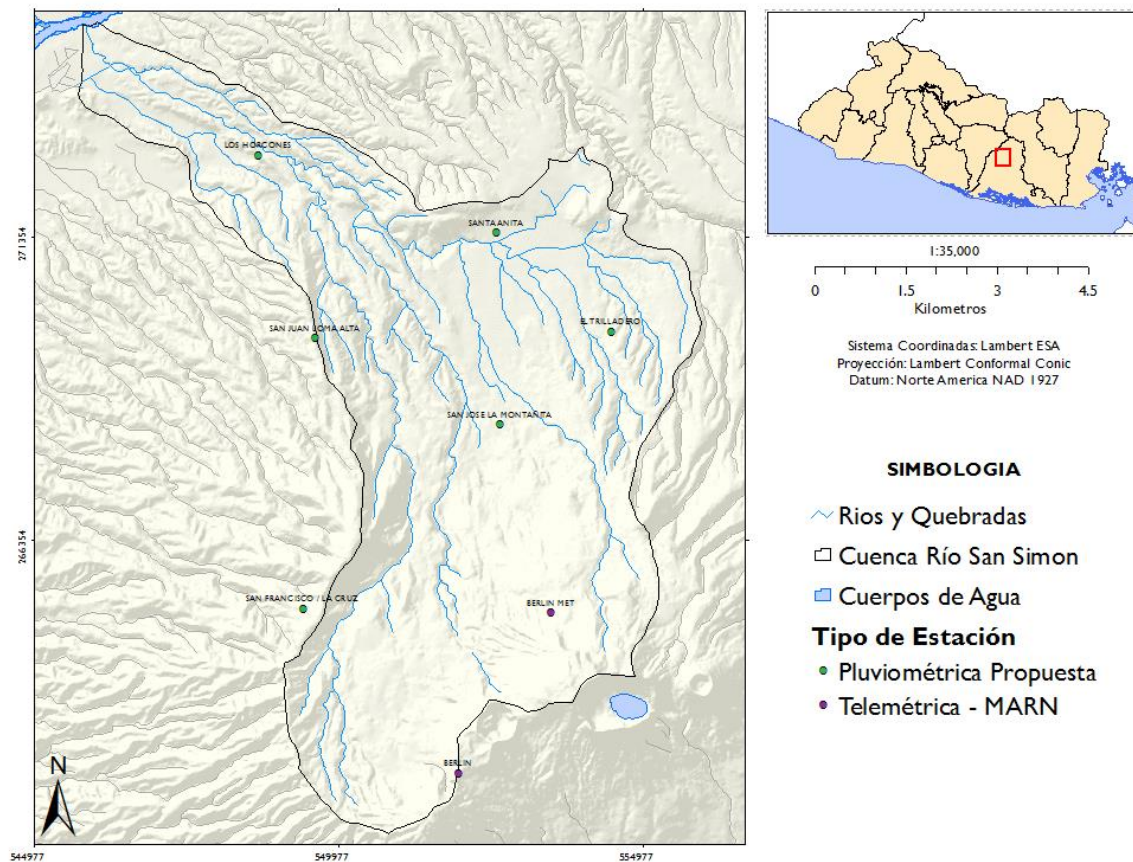 LOS HORCONES
SANTA ANITA
271354
EL TRILLADERO
SAN JUAN LOMA ALTA
SAN JOSE LA MONTAÑITA
266354
SAN FRANCISCO / LA CRUZ
BERLIN MET
BERLIN
N
544977
549977
554977
1:35,000
0 1.5 3 4.5
Kilometros
Sistema Coordinadas: Lambert ESA
Proyección: Lambert Conformal Conic
Datum: Norte America NAD 1927
SIMBOLOGIA
Rios y Quebradas
Cuenca Río San Simon
Cuerpos de Agua
Tipo de Estación
Pluviométrica Propuesta
Telemétrica - MARN